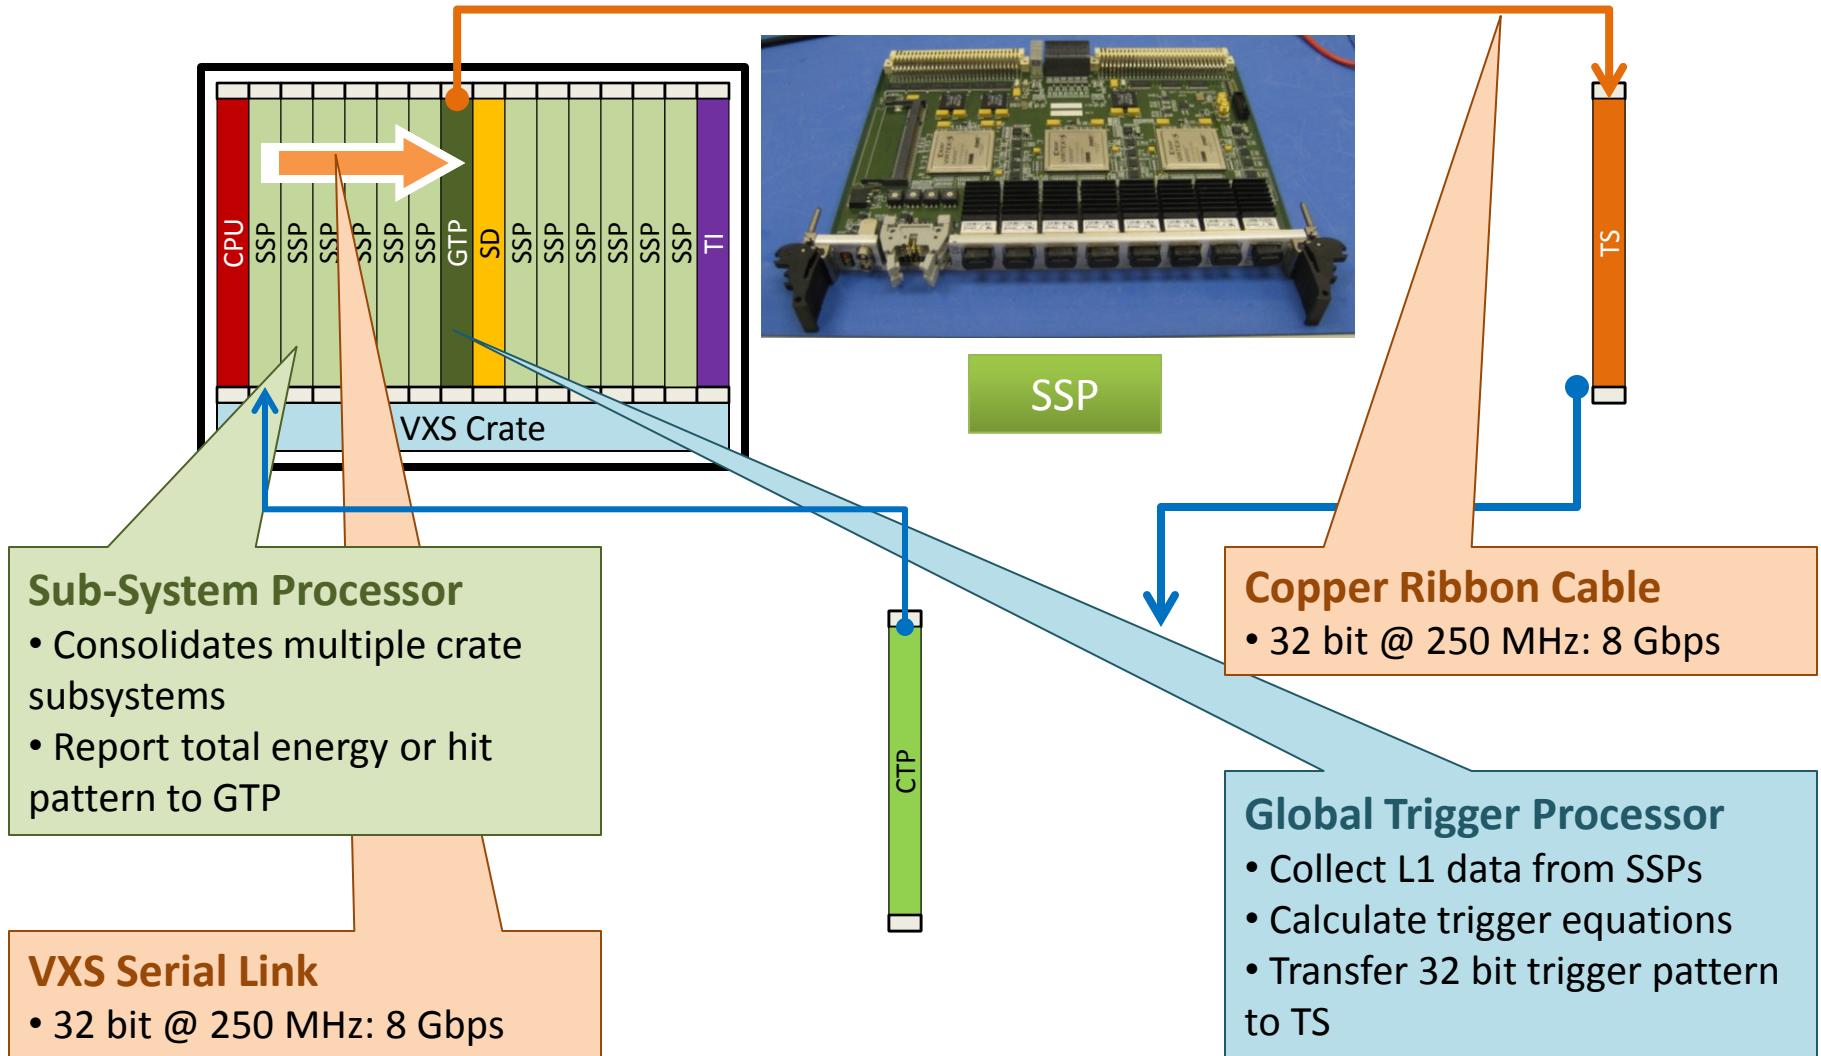 CPU
SSP
SSP
SSP
SSP
SSP
SSP
GTP
SD
SSP
SSP
SSP
SSP
SSP
SSP
TI
VXS Crate
SSP
TS
CTP
Sub-System Processor
• Consolidates multiple crate
subsystems
• Report total energy or hit
pattern to GTP
VXS Serial Link
• 32 bit @ 250 MHz: 8 Gbps
Copper Ribbon Cable
• 32 bit @ 250 MHz: 8 Gbps
Global Trigger Processor
• Collect L1 data from SSPs
• Calculate trigger equations
• Transfer 32 bit trigger pattern
to TS